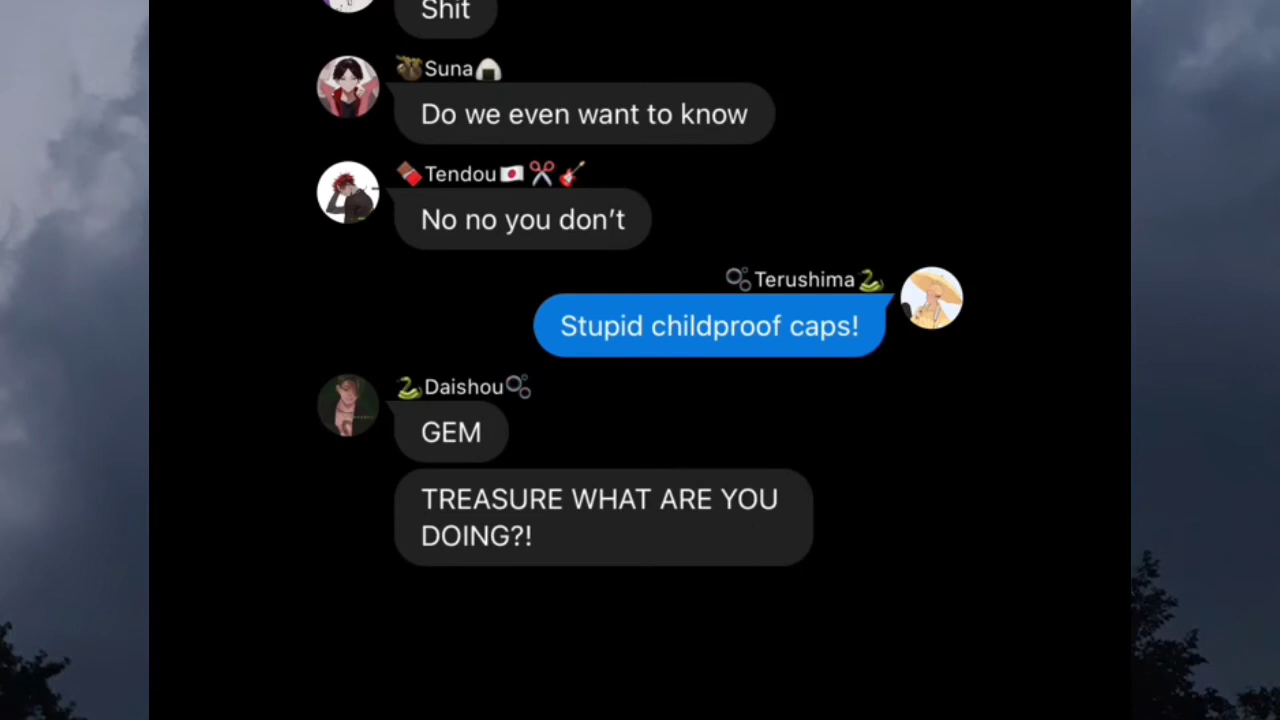 Shit
🦥Suna🍙
Do we even want to know
🍫Tendou🇯🇵✂️🎸
No no you don’t
🫧Terushima🐍
Stupid childproof caps!
🐍Daishou🫧
GEM
TREASURE WHAT ARE YOU
DOING?!